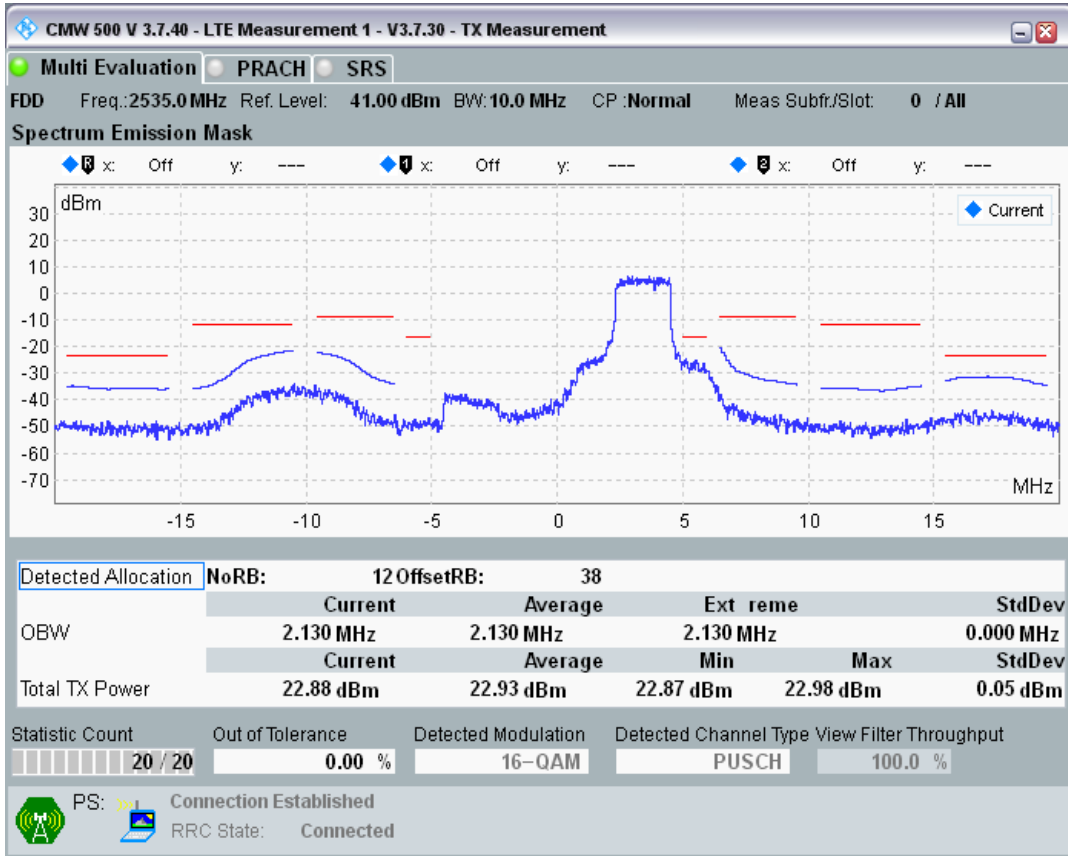 CMW 500 V 3.7.40 - LTE Measurement 1 - V3.7.30 - TX Measurement
Multi Evaluation PRACH SRS
FDD Freq.:2535.0 MHz Ref. Level: 41.00 dBm BW: 10.0 MHz CP :Normal Meas Subfr./Slot: 0 / All
Spectrum Emission Mask
R x: Off y: --- 1 x: Off y: --- 2 x: Off y: ---
dBm
Current
30
20
10
0
-10
-20
-30
-40
-50
-60
-70
MHz
-15 -10 -5 0 5 10 15
Detected Allocation NoRB: 12 OffsetRB: 38
Current Average Ext reme StdDev
OBW 2.130 MHz 2.130 MHz 2.130 MHz 0.000 MHz
Current Average Min Max StdDev
Total TX Power 22.88 dBm 22.93 dBm 22.87 dBm 22.98 dBm 0.05 dBm
Statistic Count Out of Tolerance Detected Modulation Detected Channel Type View Filter Throughput
20 / 20 0.00 % 16-QAM PUSCH 100.0 %
PS: Connection Established
RRC State: Connected